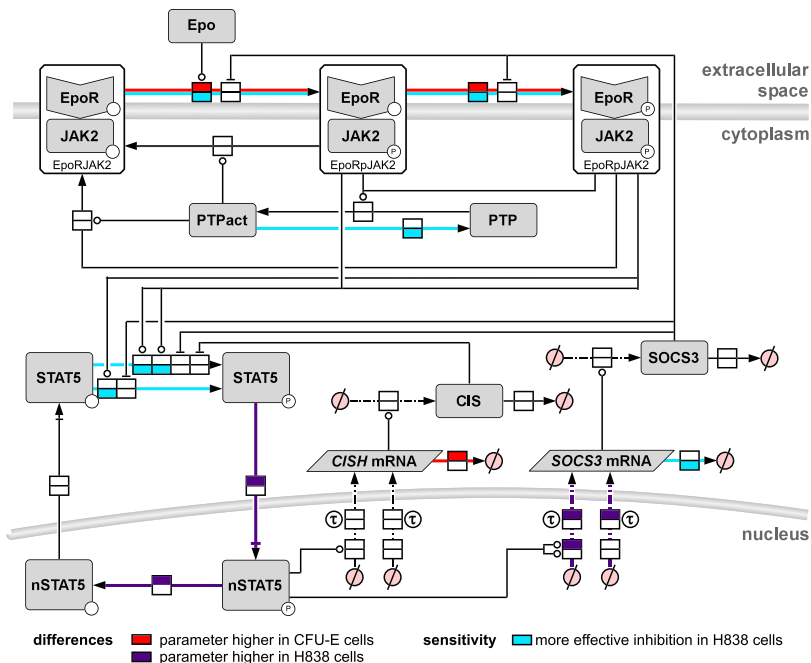 Epo
extracellular
space
EpoR
EpoR
EpoR
P
cytoplasm
JAK2
JAK2
P
JAK2
P
EpoRJAK2
EpoRpJAK2
EpoRpJAK2
PTPact
PTP
STAT5
STAT5
P
SOCS3
CIS
CISH mRNA
SOCS3 mRNA
τ
τ
τ
τ
nucleus
nSTAT5
nSTAT5
P
differences
parameter higher in CFU-E cells
sensitivity
more effective inhibition in H838 cells
parameter higher in H838 cells